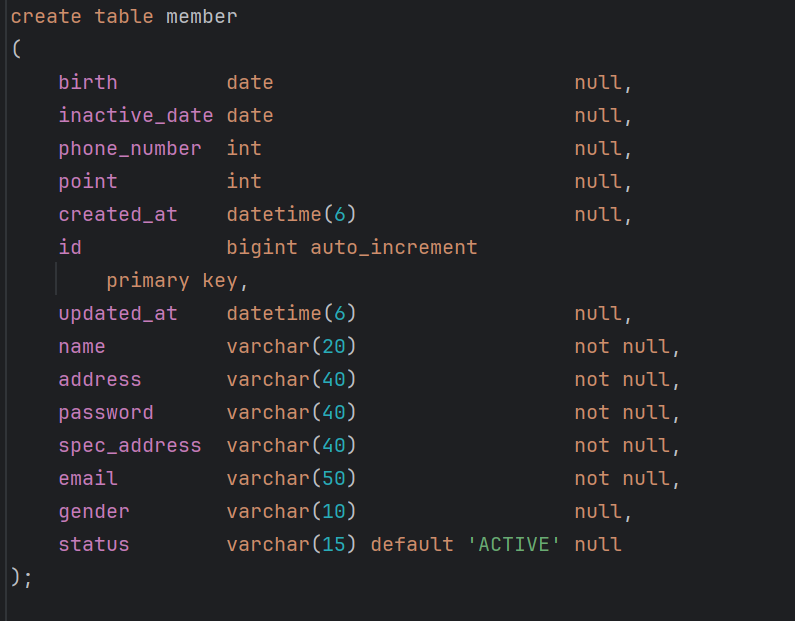 create table member
(
    birth         date                         null,
    inactive_date date                         null,
    phone_number  int                          null,
    point         int                          null,
    created_at    datetime(6)                  null,
    id            bigint auto_increment
        primary key,
    updated_at    datetime(6)                  null,
    name          varchar(20)                  not null,
    address       varchar(40)                  not null,
    password      varchar(40)                  not null,
    spec_address  varchar(40)                  not null,
    email         varchar(50)                  not null,
    gender        varchar(10)                  null,
    status        varchar(15) default 'ACTIVE' null
);